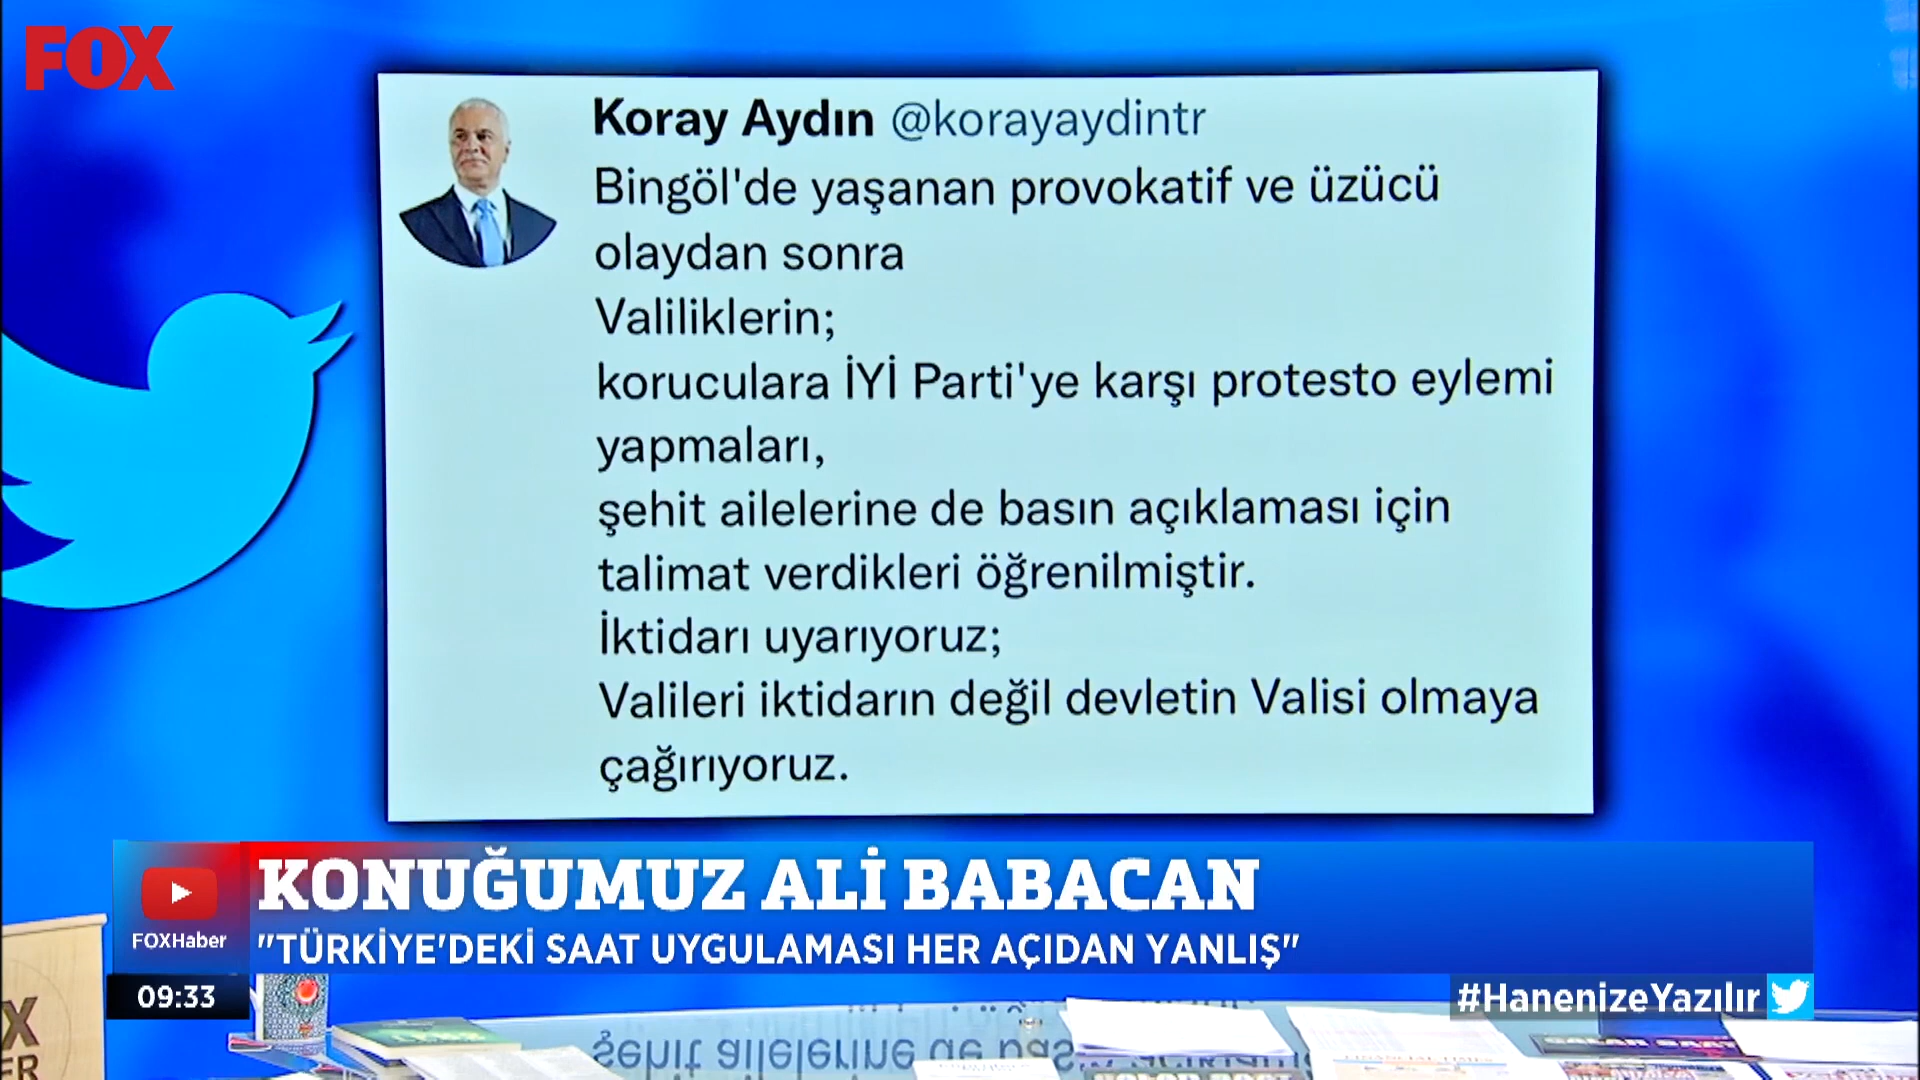 FOX
Koray Aydın @korayaydintr
Bingöl'de yaşanan provokatif ve üzücü
olaydan sonra
Valiliklerin;
koruculara İYİ Parti'ye karşı protesto eylemi
yapmaları,
şehit ailelerine de basın açıklaması için
talimat verdikleri öğrenilmiştir.
İktidarı uyarıyoruz;
Valileri iktidarın değil devletin Valisi olmaya
çağırıyoruz.
KONUĞUMUZ ALİ BABACAN
FOXHaber
"TÜRKİYE'DEKİ SAAT UYGULAMASI HER AÇIDAN YANLIŞ"
09:33
#HanenizeYazılır